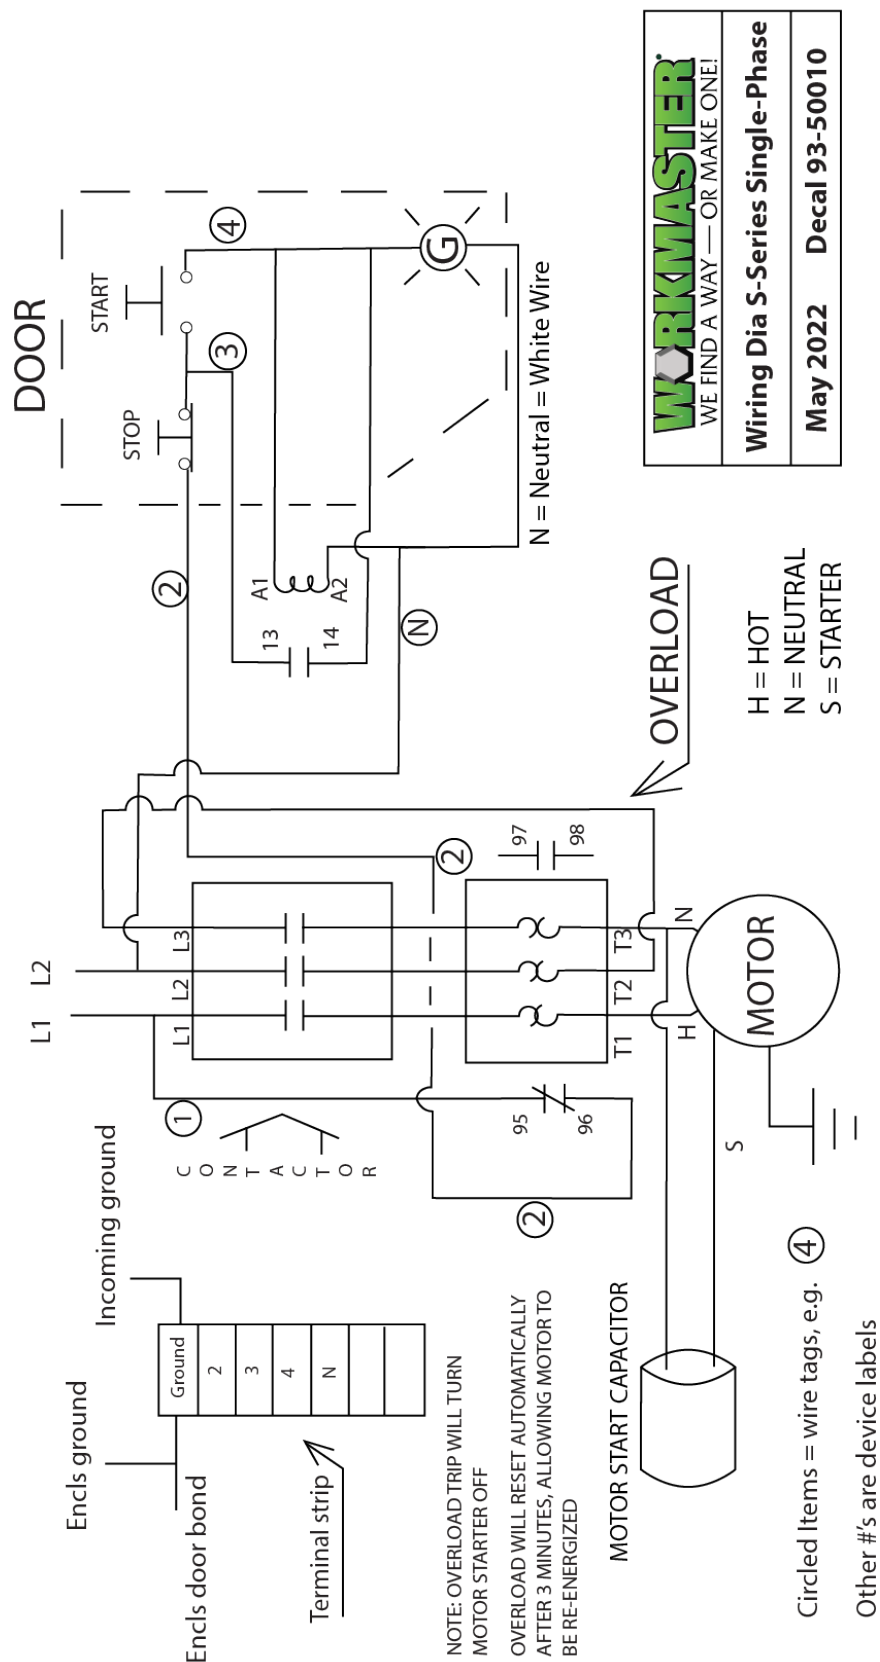 DOOR
START
STOP
4
3
2
G
A1
A2
13
14
N
N = Neutral = White Wire
WORKMASTER
WE FIND A WAY — OR MAKE ONE!
Wiring Dia S-Series Single-Phase
May 2022 Decal 93-50010
OVERLOAD
H = HOT
N = NEUTRAL
S = STARTER
L1
L2
L1
L2
L3
1
2
97
98
95
96
2
T1
T2
T3
H
N
MOTOR
S
CONTACTOR
Incoming ground
Encls ground
Encls door bond
Ground
2
3
4
N
Terminal strip
NOTE: OVERLOAD TRIP WILL TURN
MOTOR STARTER OFF
OVERLOAD WILL RESET AUTOMATICALLY
AFTER 3 MINUTES, ALLOWING MOTOR TO
BE RE-ENERGIZED
MOTOR START CAPACITOR
Circled Items = wire tags, e.g. 4
Other #'s are device labels